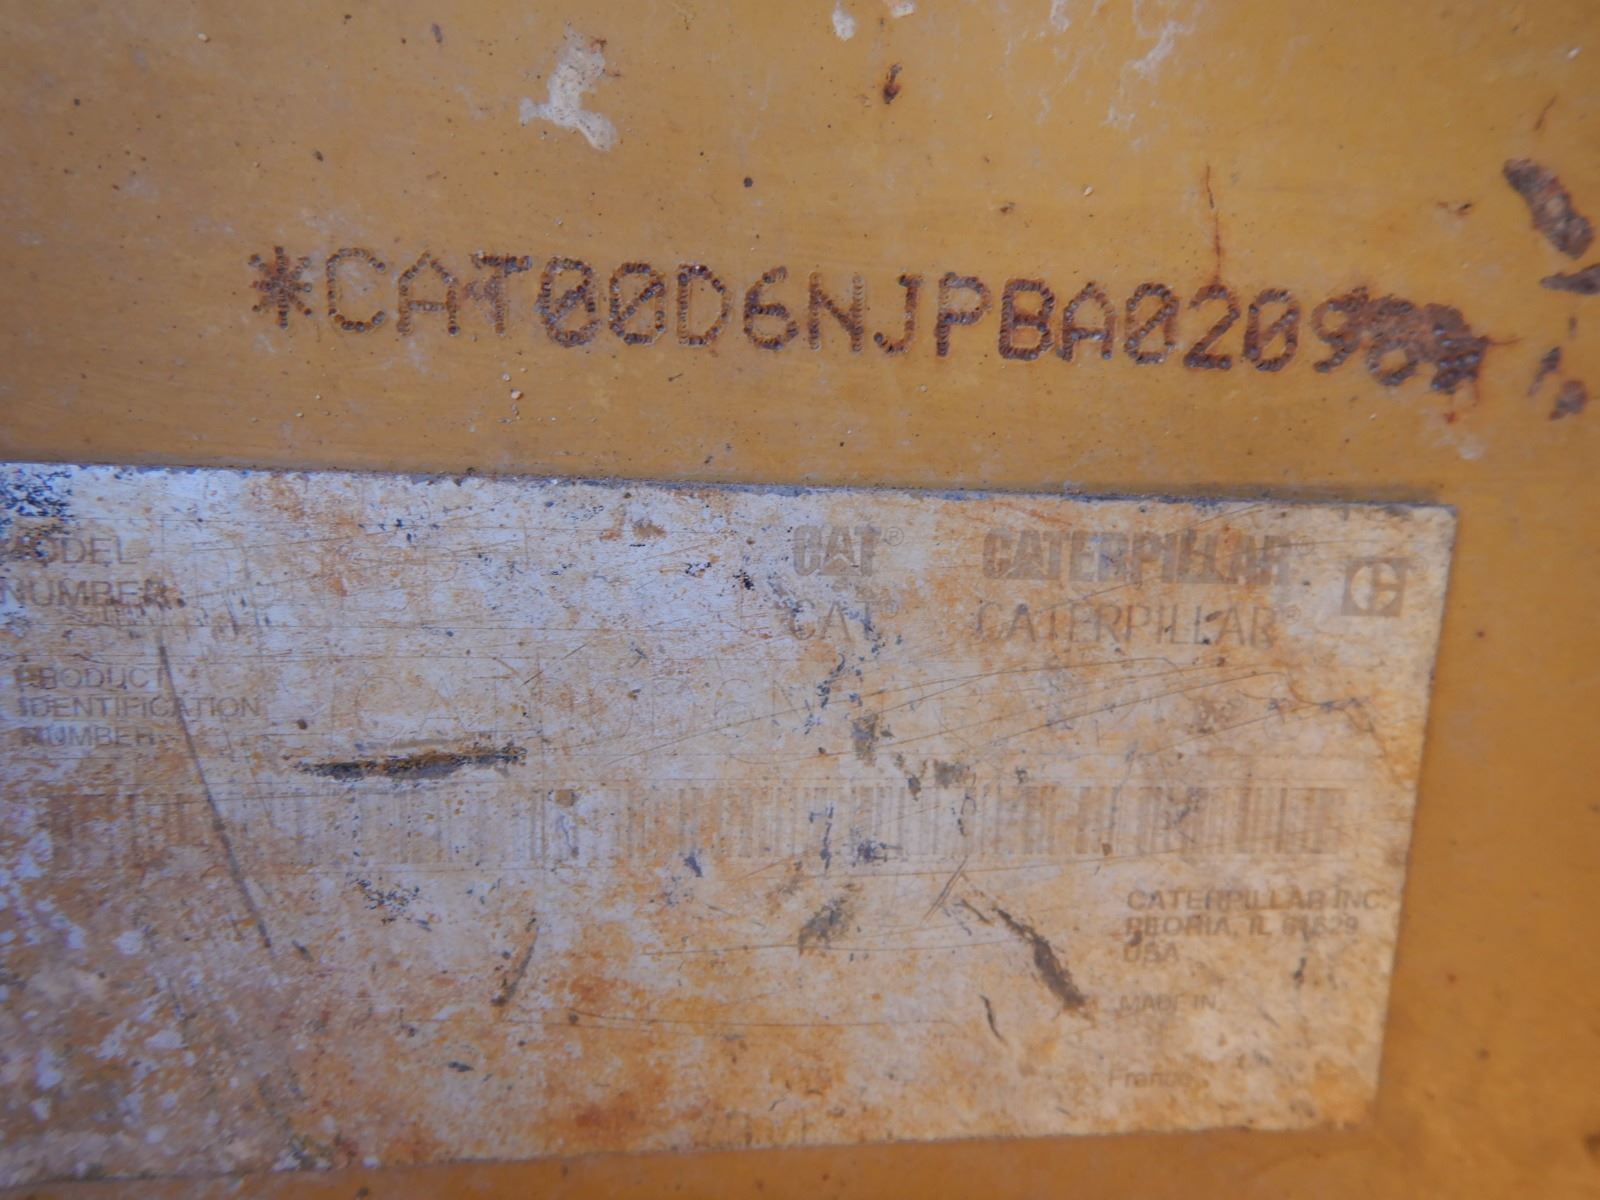 *CAT00D6NJPBA0209
MODEL
NUMBER
CAT® CATERPILLAR®
CAT® CATERPILLAR®
PRODUCT
IDENTIFICATION
NUMBER
CATERPILLAR INC.
PEORIA, IL 61629
USA
MADE IN
France